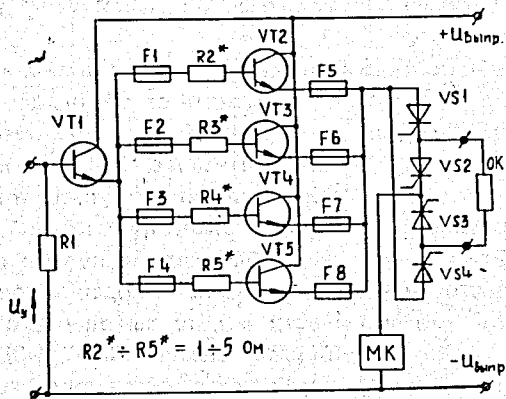 VT2
+Uвыпр.
F1 R2* F5
VS1
VT1
VT3
F2 R3* F6
VS2
ОК
VT4
F3 R4* F7
VS3
R1
VT5
F4 R5* F8
VS4
Uу
R2* ÷ R5* = 1 ÷ 5 Ом
МК
-Uвыпр